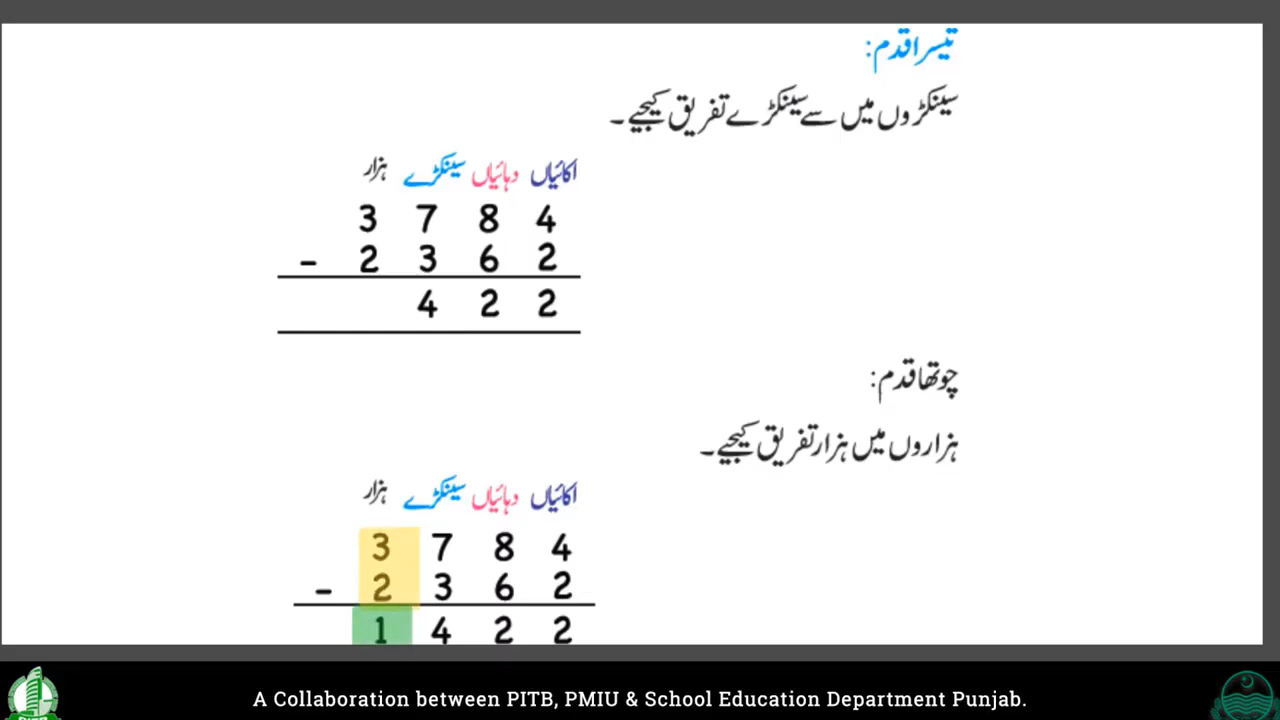 تیسرا قدم:
سینکڑوں میں سے سینکڑے تفریق کیجیے۔
اکائیاں دہائیاں سینکڑے ہزار
3 7 8 4
- 2 3 6 2
4 2 2
چوتھا قدم:
ہزاروں میں ہزار تفریق کیجیے۔
اکائیاں دہائیاں سینکڑے ہزار
3 7 8 4
- 2 3 6 2
1 4 2 2
A Collaboration between PITB, PMIU & School Education Department Punjab.